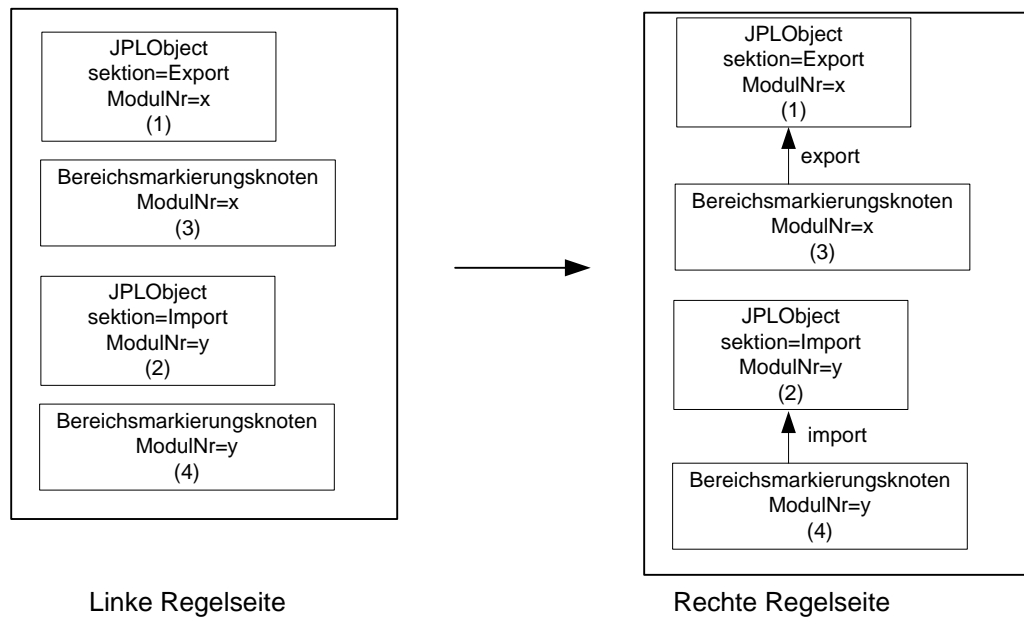 JPLObject
sektion=Export
ModulNr=x
(1)
Bereichsmarkierungsknoten
ModulNr=x
(3)
JPLObject
sektion=Import
ModulNr=y
(2)
Bereichsmarkierungsknoten
ModulNr=y
(4)
Linke Regelseite
JPLObject
sektion=Export
ModulNr=x
(1)
export
Bereichsmarkierungsknoten
ModulNr=x
(3)
JPLObject
sektion=Import
ModulNr=y
(2)
import
Bereichsmarkierungsknoten
ModulNr=y
(4)
Rechte Regelseite